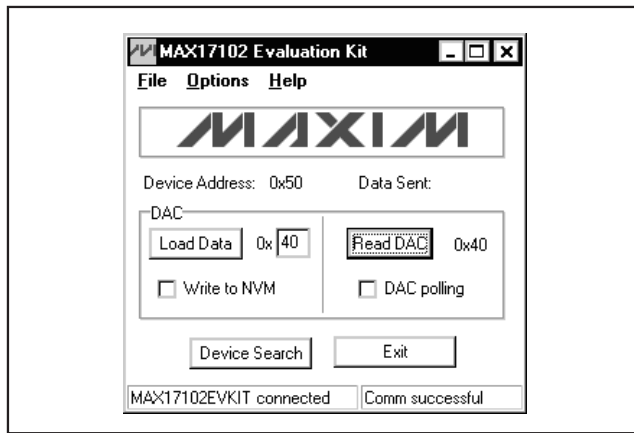 MAX17102 Evaluation Kit
File Options Help
MAXIM
Device Address: 0x50 Data Sent:
DAC
Load Data 0x 40 Read DAC 0x40
Write to NVM DAC polling
Device Search Exit
MAX17102EVKIT connected Comm successful